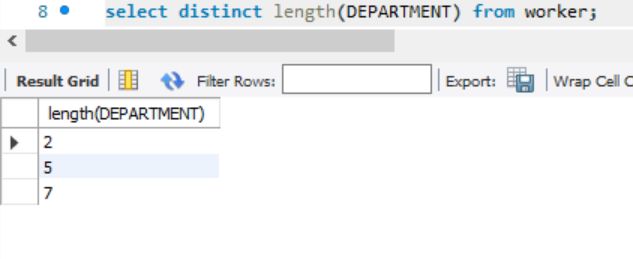 8 select distinct length(DEPARTMENT) from worker;
Result Grid Filter Rows: Export: Wrap Cell C
length(DEPARTMENT)
2
5
7